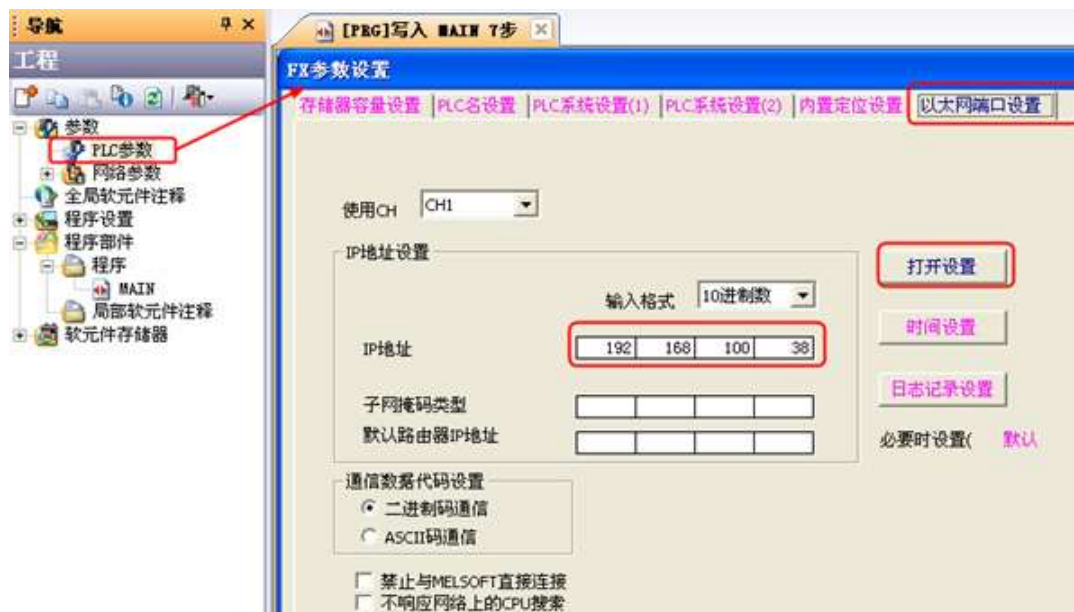 导航
[PRG]写入 MAIN 7步
工程
FX参数设置
存储器容量设置 PLC名设置 PLC系统设置(1) PLC系统设置(2) 内置定位设置 以太网端口设置
参数
PLC参数
网络参数
全局软元件注释
程序设置
程序部件
程序
MAIN
局部软元件注释
软元件存储器
使用CH CH1
IP地址设置
输入格式 10进制数
IP地址 192 168 100 38
子网掩码类型
默认路由器IP地址
打开设置
时间设置
日志记录设置
必要时设置( 默认
通信数据代码设置
二进制码通信
ASCII码通信
禁止与MELSOFT直接连接
不响应网络上的CPU搜索